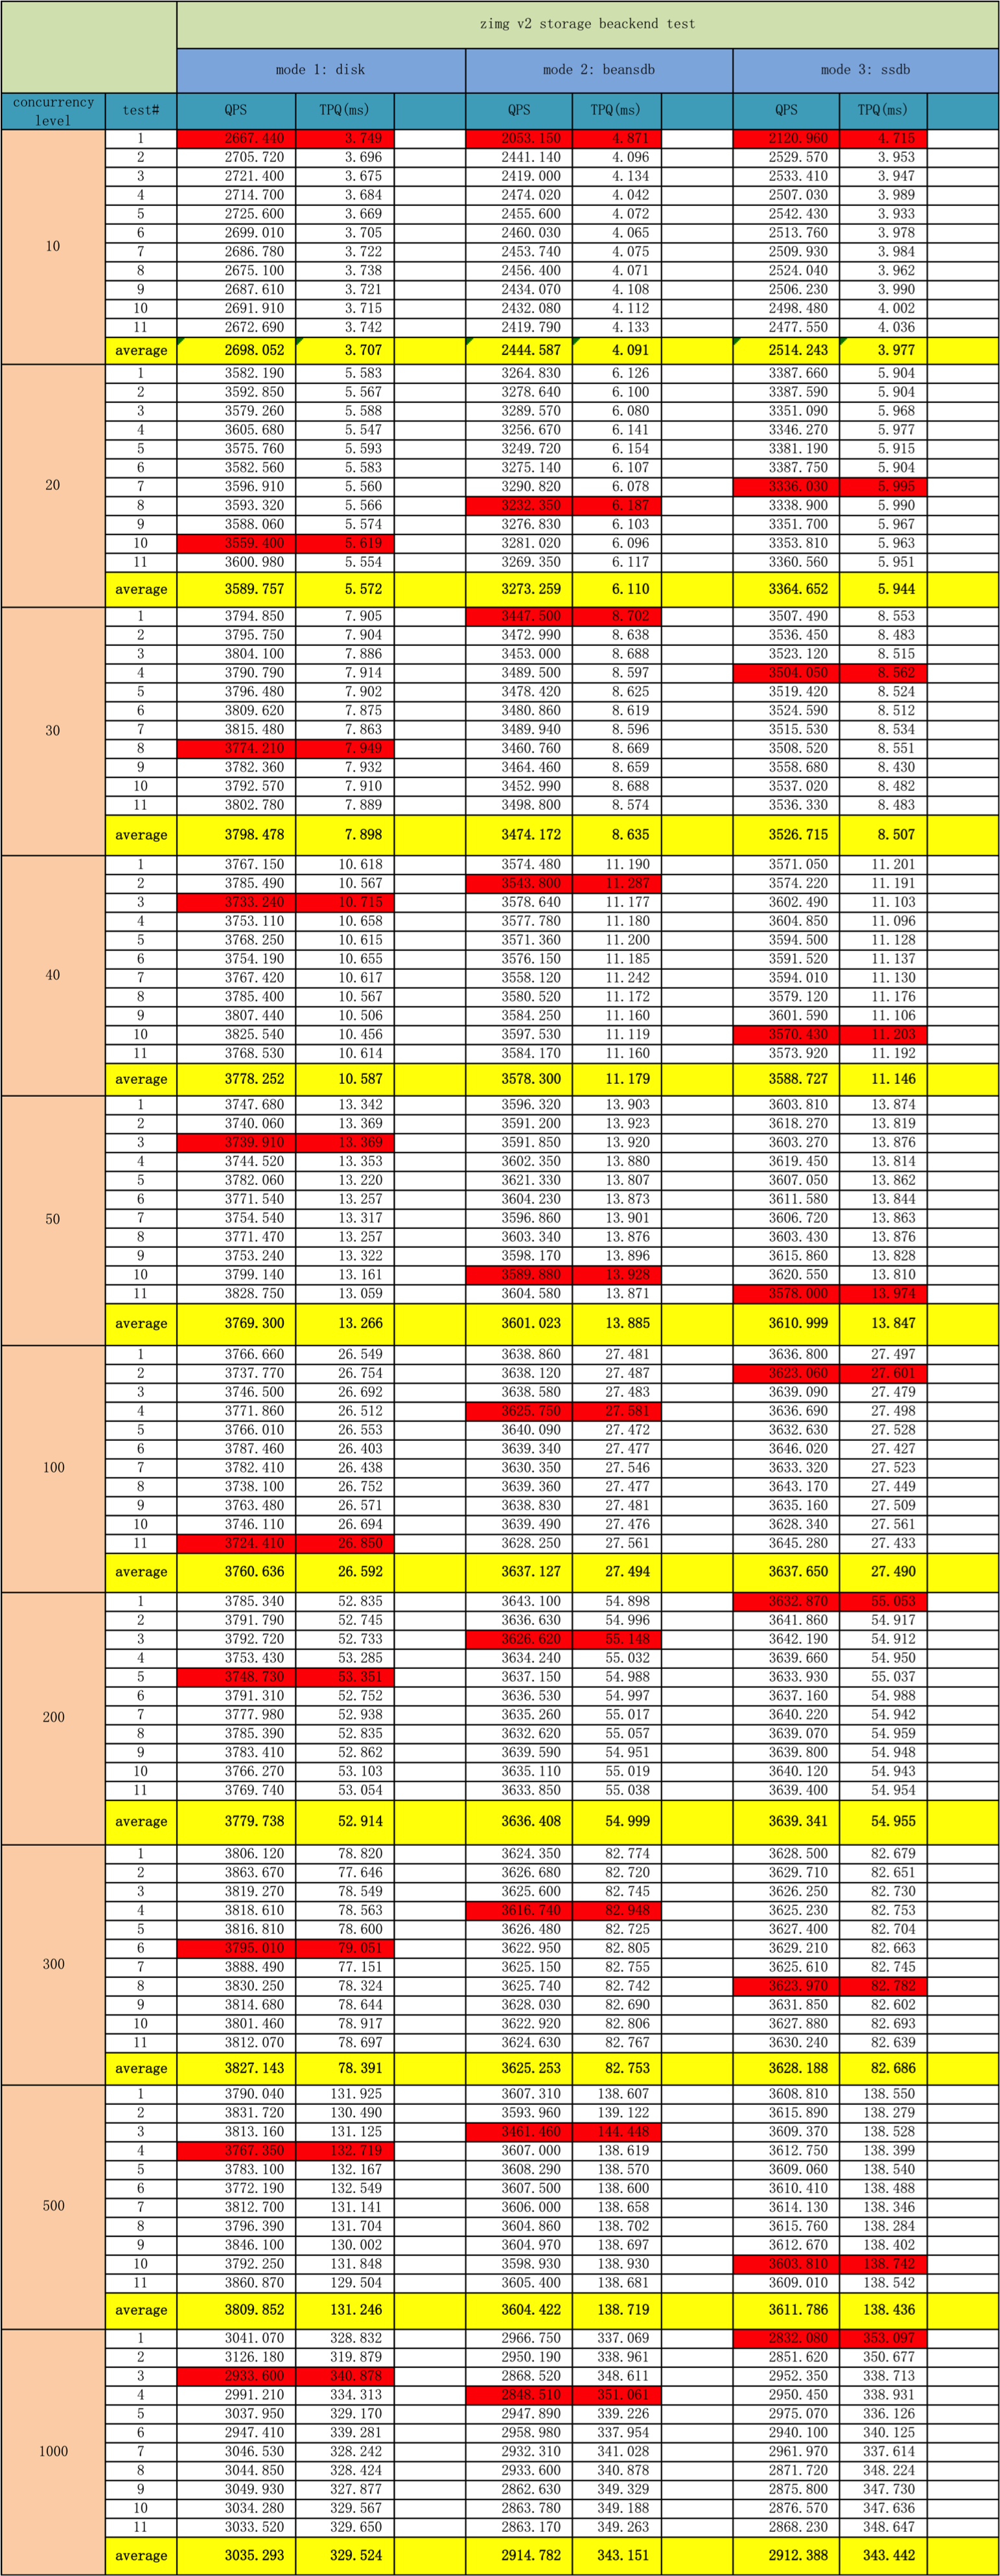 zimg v2 storage beackend test
mode 1: disk mode 2: beansdb mode 3: ssdb
concurrency level test# QPS TPQ(ms) QPS TPQ(ms) QPS TPQ(ms)
10
1 2667.440 3.749 2053.150 4.871 2120.960 4.715
2 2705.720 3.696 2441.140 4.096 2529.570 3.953
3 2721.400 3.675 2419.000 4.134 2533.410 3.947
4 2714.700 3.684 2474.020 4.042 2507.030 3.989
5 2725.600 3.669 2455.600 4.072 2542.430 3.933
6 2699.010 3.705 2460.030 4.065 2513.760 3.978
7 2686.780 3.722 2453.740 4.075 2509.930 3.984
8 2675.100 3.738 2456.400 4.071 2524.040 3.962
9 2687.610 3.721 2434.070 4.108 2506.230 3.990
10 2691.910 3.715 2432.080 4.112 2498.480 4.002
11 2672.690 3.742 2419.790 4.133 2477.550 4.036
average 2698.052 3.707 2444.587 4.091 2514.243 3.977
20
1 3582.190 5.583 3264.830 6.126 3387.660 5.904
2 3592.850 5.567 3278.640 6.100 3387.590 5.904
3 3579.260 5.588 3289.570 6.080 3351.090 5.968
4 3605.680 5.547 3256.670 6.141 3346.270 5.977
5 3575.760 5.593 3249.720 6.154 3381.190 5.915
6 3582.560 5.583 3275.140 6.107 3387.750 5.904
7 3596.910 5.560 3290.820 6.078 3336.030 5.995
8 3593.320 5.566 3232.350 6.187 3338.900 5.990
9 3588.060 5.574 3276.830 6.103 3351.700 5.967
10 3559.400 5.619 3281.020 6.096 3353.810 5.963
11 3600.980 5.554 3269.350 6.117 3360.560 5.951
average 3589.757 5.572 3273.259 6.110 3364.652 5.944
30
1 3794.850 7.905 3447.500 8.702 3507.490 8.553
2 3795.750 7.904 3472.990 8.638 3536.450 8.483
3 3804.100 7.886 3453.000 8.688 3523.120 8.515
4 3790.790 7.914 3489.500 8.597 3504.050 8.562
5 3796.480 7.902 3478.420 8.625 3519.420 8.524
6 3809.620 7.875 3480.860 8.619 3524.590 8.512
7 3815.480 7.863 3489.940 8.596 3515.530 8.534
8 3774.210 7.949 3460.760 8.669 3508.520 8.551
9 3782.360 7.932 3464.460 8.659 3558.680 8.430
10 3792.570 7.910 3452.990 8.688 3537.020 8.482
11 3802.780 7.889 3498.800 8.574 3536.330 8.483
average 3798.478 7.898 3474.172 8.635 3526.715 8.507
40
1 3767.150 10.618 3574.480 11.190 3571.050 11.201
2 3785.490 10.567 3543.800 11.287 3574.220 11.191
3 3733.240 10.715 3578.640 11.177 3602.490 11.103
4 3753.110 10.658 3577.780 11.180 3604.850 11.096
5 3768.250 10.615 3571.360 11.200 3594.500 11.128
6 3754.190 10.655 3576.150 11.185 3591.520 11.137
7 3767.420 10.617 3558.120 11.242 3594.010 11.130
8 3785.400 10.567 3580.520 11.172 3579.120 11.176
9 3807.440 10.506 3584.250 11.160 3601.590 11.106
10 3825.540 10.456 3597.530 11.119 3570.430 11.203
11 3768.530 10.614 3584.170 11.160 3573.920 11.192
average 3778.252 10.587 3578.300 11.179 3588.727 11.146
50
1 3747.680 13.342 3596.320 13.903 3603.810 13.874
2 3740.060 13.369 3591.200 13.923 3618.270 13.819
3 3739.910 13.369 3591.850 13.920 3603.270 13.876
4 3744.520 13.353 3602.350 13.880 3619.450 13.814
5 3782.060 13.220 3621.330 13.807 3607.050 13.862
6 3771.540 13.257 3604.230 13.873 3611.580 13.844
7 3754.540 13.317 3596.860 13.901 3606.720 13.863
8 3771.470 13.257 3603.340 13.876 3603.430 13.876
9 3753.240 13.322 3598.170 13.896 3615.860 13.828
10 3799.140 13.161 3589.880 13.928 3620.550 13.810
11 3828.750 13.059 3604.580 13.871 3578.000 13.974
average 3769.300 13.266 3601.023 13.885 3610.999 13.847
100
1 3766.660 26.549 3638.860 27.481 3636.800 27.497
2 3737.770 26.754 3638.120 27.487 3623.060 27.601
3 3746.500 26.692 3638.580 27.483 3639.090 27.479
4 3771.860 26.512 3625.750 27.581 3636.690 27.498
5 3766.010 26.553 3640.090 27.472 3632.630 27.528
6 3787.460 26.403 3639.340 27.477 3646.020 27.427
7 3782.410 26.438 3630.350 27.546 3633.320 27.523
8 3738.100 26.752 3639.360 27.477 3643.170 27.449
9 3763.480 26.571 3638.830 27.481 3635.160 27.509
10 3746.110 26.694 3639.490 27.476 3628.340 27.561
11 3724.410 26.850 3628.250 27.561 3645.280 27.433
average 3760.636 26.592 3637.127 27.494 3637.650 27.490
200
1 3785.340 52.835 3643.100 54.898 3632.870 55.053
2 3791.790 52.745 3636.630 54.996 3641.860 54.917
3 3792.720 52.733 3626.620 55.148 3642.190 54.912
4 3753.430 53.285 3634.240 55.032 3639.660 54.950
5 3748.730 53.351 3637.150 54.988 3633.930 55.037
6 3791.310 52.752 3636.530 54.997 3637.160 54.988
7 3777.980 52.938 3635.260 55.017 3640.220 54.942
8 3785.390 52.835 3632.620 55.057 3639.070 54.959
9 3783.410 52.862 3639.590 54.951 3639.800 54.948
10 3766.270 53.103 3635.110 55.019 3640.120 54.943
11 3769.740 53.054 3633.850 55.038 3639.400 54.954
average 3779.738 52.914 3636.408 54.999 3639.341 54.955
300
1 3806.120 78.820 3624.350 82.774 3628.500 82.679
2 3863.670 77.646 3626.680 82.720 3629.710 82.651
3 3819.270 78.549 3625.600 82.745 3626.250 82.730
4 3818.610 78.563 3616.740 82.948 3625.230 82.753
5 3816.810 78.600 3626.480 82.725 3627.400 82.704
6 3795.010 79.051 3622.950 82.805 3629.210 82.663
7 3888.490 77.151 3625.150 82.755 3625.610 82.745
8 3830.250 78.324 3625.740 82.742 3623.970 82.782
9 3814.680 78.644 3628.030 82.690 3631.850 82.602
10 3801.460 78.917 3622.920 82.806 3627.880 82.693
11 3812.070 78.697 3624.630 82.767 3630.240 82.639
average 3827.143 78.391 3625.253 82.753 3628.188 82.686
500
1 3790.040 131.925 3607.310 138.607 3608.810 138.550
2 3831.720 130.490 3593.960 139.122 3615.890 138.279
3 3813.160 131.125 3461.460 144.448 3609.370 138.528
4 3767.350 132.719 3607.000 138.619 3612.750 138.399
5 3783.100 132.167 3608.290 138.570 3609.060 138.540
6 3772.190 132.549 3607.500 138.600 3610.410 138.488
7 3812.700 131.141 3606.000 138.658 3614.130 138.346
8 3796.390 131.704 3604.860 138.702 3615.760 138.284
9 3846.100 130.002 3604.970 138.697 3612.670 138.402
10 3792.250 131.848 3598.930 138.930 3603.810 138.742
11 3860.870 129.504 3605.400 138.681 3609.010 138.542
average 3809.852 131.246 3604.422 138.719 3611.786 138.436
1000
1 3041.070 328.832 2966.750 337.069 2832.080 353.097
2 3126.180 319.879 2950.190 338.961 2851.620 350.677
3 2933.600 340.878 2868.520 348.611 2952.350 338.713
4 2991.210 334.313 2848.510 351.061 2950.450 338.931
5 3037.950 329.170 2947.890 339.226 2975.070 336.126
6 2947.410 339.281 2958.980 337.954 2940.100 340.125
7 3046.530 328.242 2932.310 341.028 2961.970 337.614
8 3044.850 328.424 2933.600 340.878 2871.720 348.224
9 3049.930 327.877 2862.630 349.329 2875.800 347.730
10 3034.280 329.567 2863.780 349.188 2876.570 347.636
11 3033.520 329.650 2863.170 349.263 2868.230 348.647
average 3035.293 329.524 2914.782 343.151 2912.388 343.442